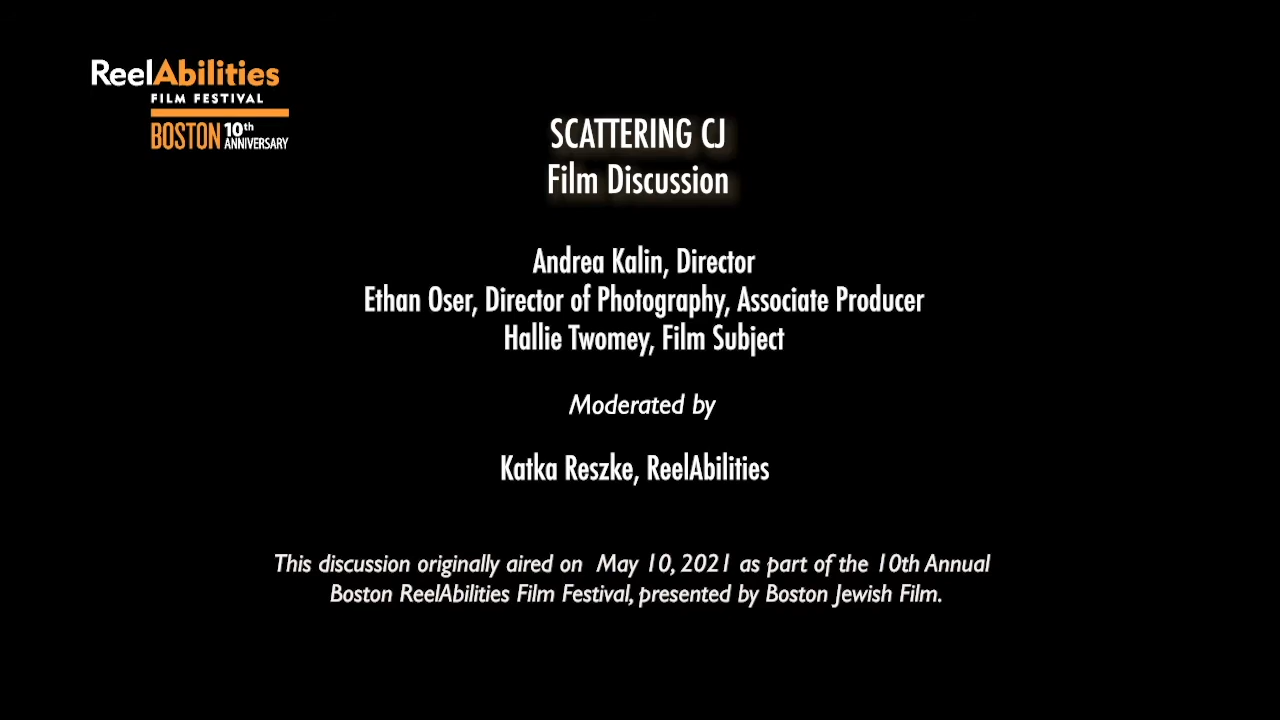 ReelAbilities
FILM FESTIVAL
BOSTON 10th ANNIVERSARY
SCATTERING CJ
Film Discussion
Andrea Kalin, Director
Ethan Oser, Director of Photography, Associate Producer
Hallie Twomey, Film Subject
Moderated by
Katka Reszke, ReelAbilities
This discussion originally aired on May 10, 2021 as part of the 10th Annual
Boston ReelAbilities Film Festival, presented by Boston Jewish Film.